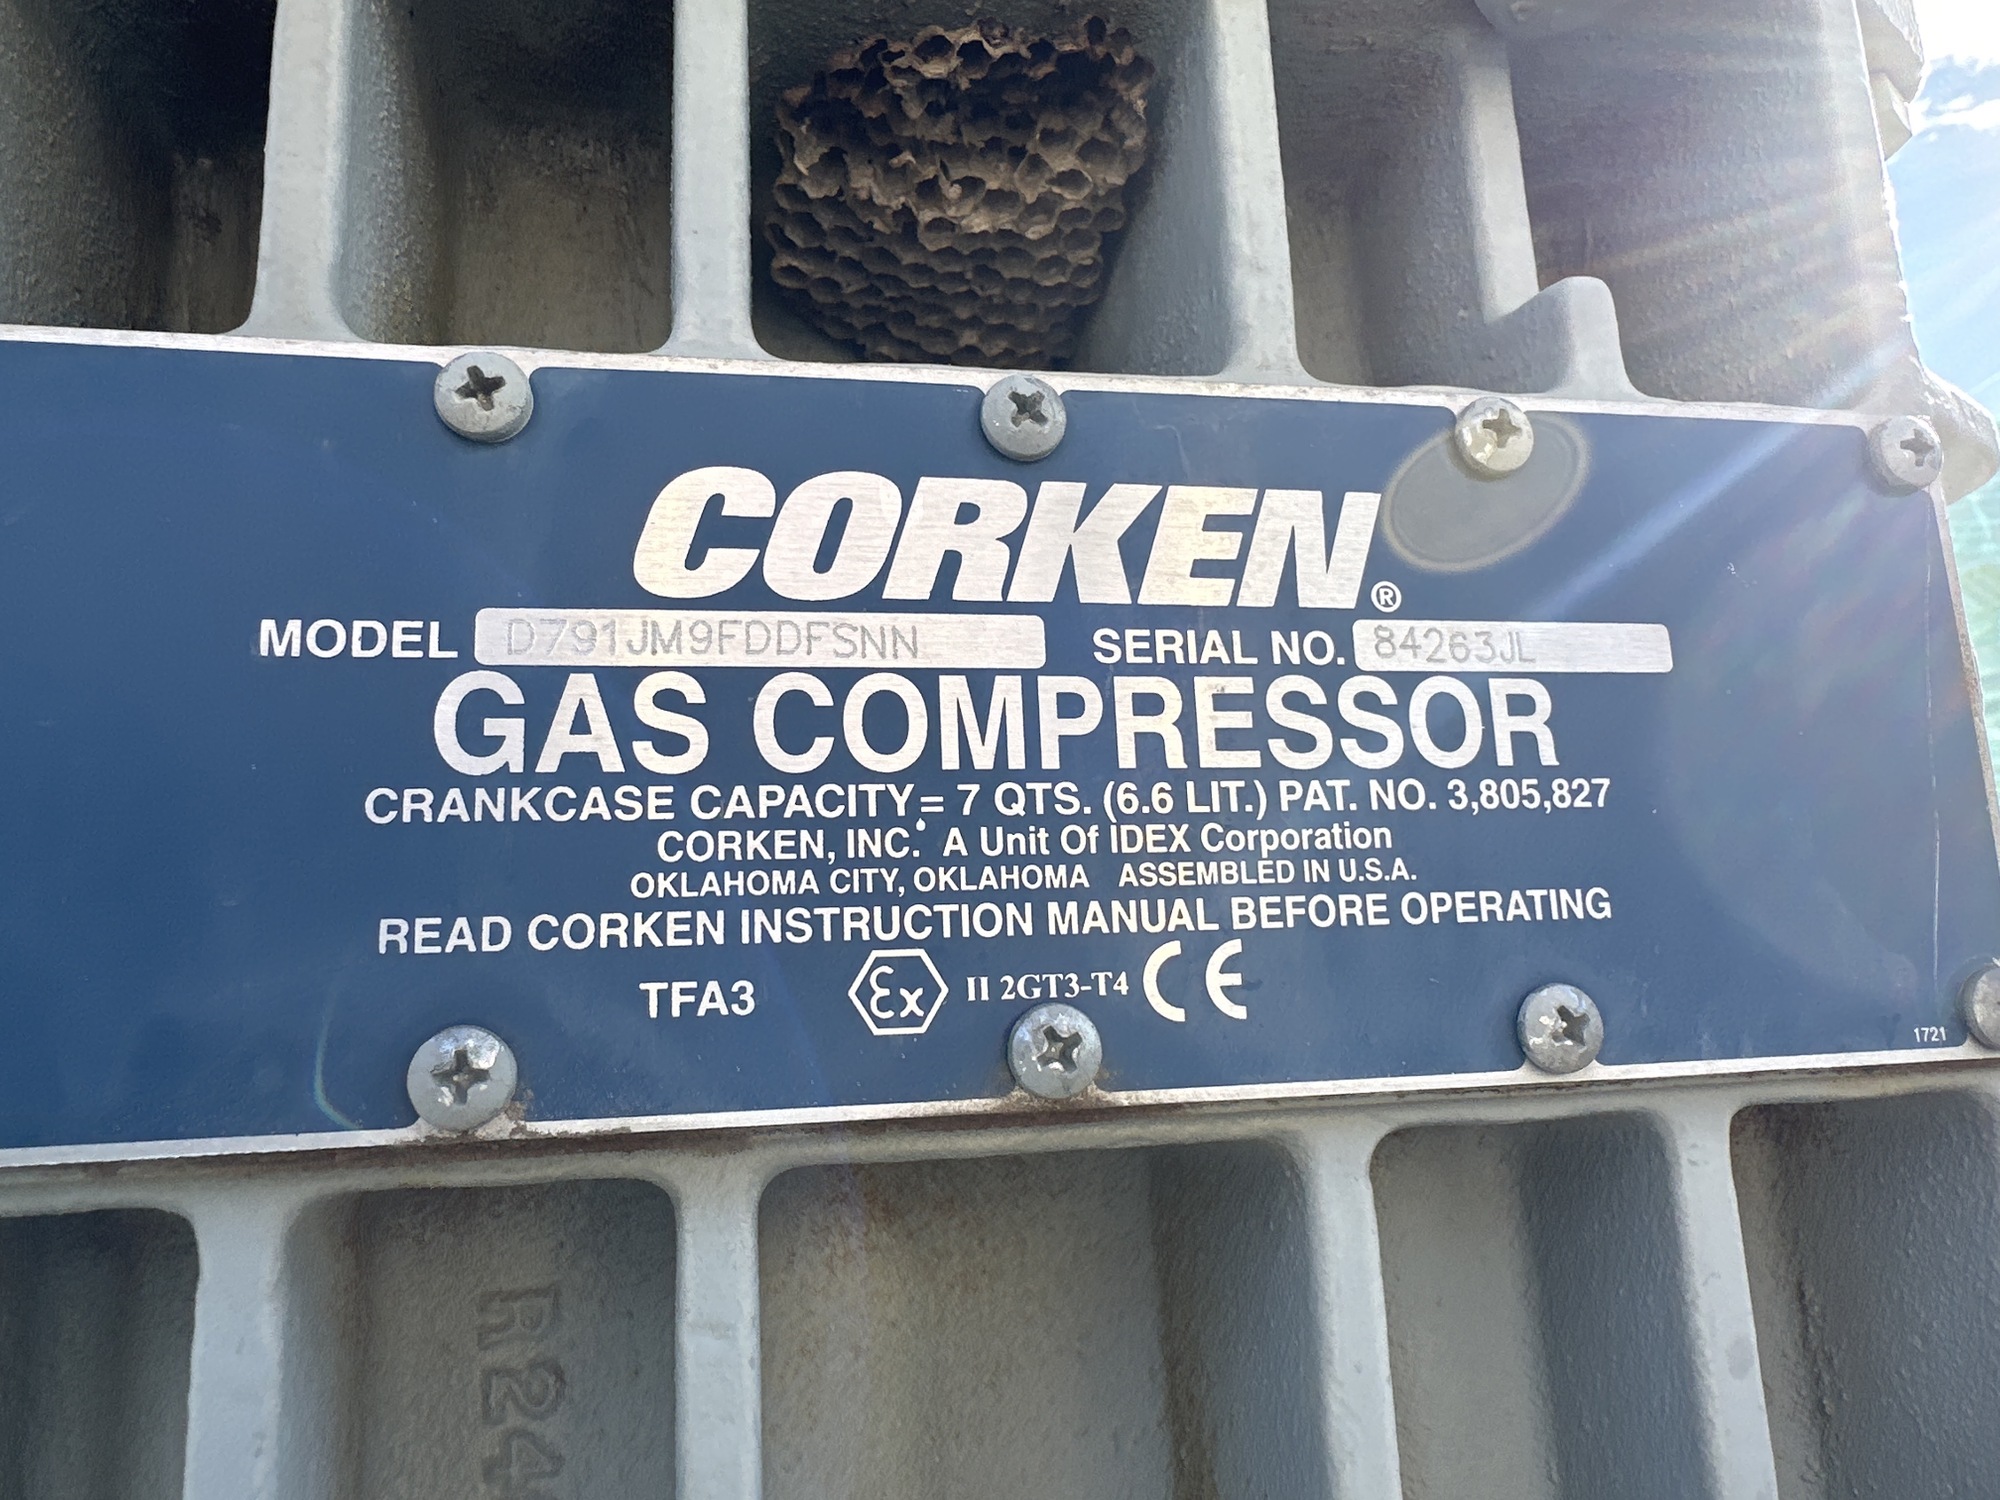 CORKEN®
MODEL D791JM9FDDFSNN SERIAL NO. 84263JL
GAS COMPRESSOR
CRANKCASE CAPACITY = 7 QTS. (6.6 LIT.) PAT. NO. 3,805,827
CORKEN, INC. A Unit Of IDEX Corporation
OKLAHOMA CITY, OKLAHOMA ASSEMBLED IN U.S.A.
READ CORKEN INSTRUCTION MANUAL BEFORE OPERATING
TFA3 Ex II 2GT3-T4 CE
1721